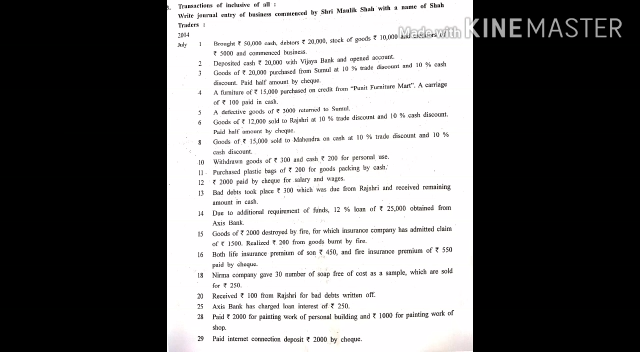 5. Transactions of inclusive of all :
Write journal entry of business commenced by Shri Maulik Shah with a name of Shah
Traders :
2014
Made with KINEMASTER
July 1 Brought ₹ 50,000 cash, debtors ₹ 20,000, stock of goods ₹ 10,000 and creditors of
₹ 5000 and commenced business.
2 Deposited cash ₹ 20,000 with Vijaya Bank and opened account.
3 Goods of ₹ 20,000 purchased from Sumul at 10 % trade discount and 10 % cash
discount. Paid half amount by cheque.
4 A furniture of ₹ 15,000 purchased on credit from "Punit Furniture Mart". A carriage
of ₹ 100 paid in cash.
5 A defective goods of ₹ 3000 returned to Sumul.
6 Goods of ₹ 12,000 sold to Rajshri at 10 % trade discount and 10 % cash discount.
Paid half amount by cheque.
8 Goods of ₹ 15,000 sold to Mahendra on cash at 10 % trade discount and 10 %
cash discount.
10 Withdrawn goods of ₹ 300 and cash ₹ 200 for personal use.
11 Purchased plastic bags of ₹ 200 for goods packing by cash.
12 ₹ 2000 paid by cheque for salary and wages.
13 Bad debts took place ₹ 300 which was due from Rajshri and received remaining
amount in cash.
14 Due to additional requirement of funds, 12 % loan of ₹ 25,000 obtained from
Axis Bank.
15 Goods of ₹ 2000 destroyed by fire, for which insurance company has admitted claim
of ₹ 1500. Realized ₹ 200 from goods burnt by fire.
16 Both life insurance premium of son ₹ 450, and fire insurance premium of ₹ 550
paid by cheque.
18 Nirma company gave 30 number of soap free of cost as a sample, which are sold
for ₹ 250.
20 Received ₹ 100 from Rajshri for bad debts written off.
25 Axis Bank has charged loan interest of ₹ 250.
28 Paid ₹ 2000 for painting work of personal building and ₹ 1000 for painting work of
shop.
29 Paid internet connection deposit ₹ 2000 by cheque.